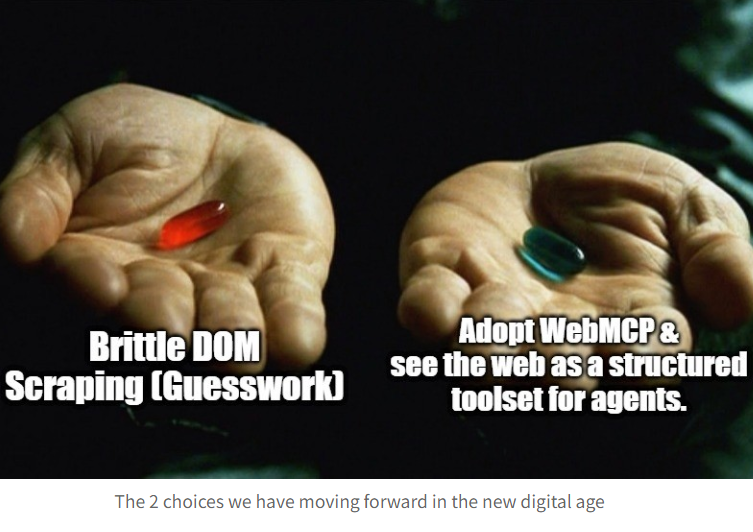 Brittle DOM
Scraping (Guesswork)
Adopt WebMCP &
see the web as a structured
toolset for agents.
The 2 choices we have moving forward in the new digital age